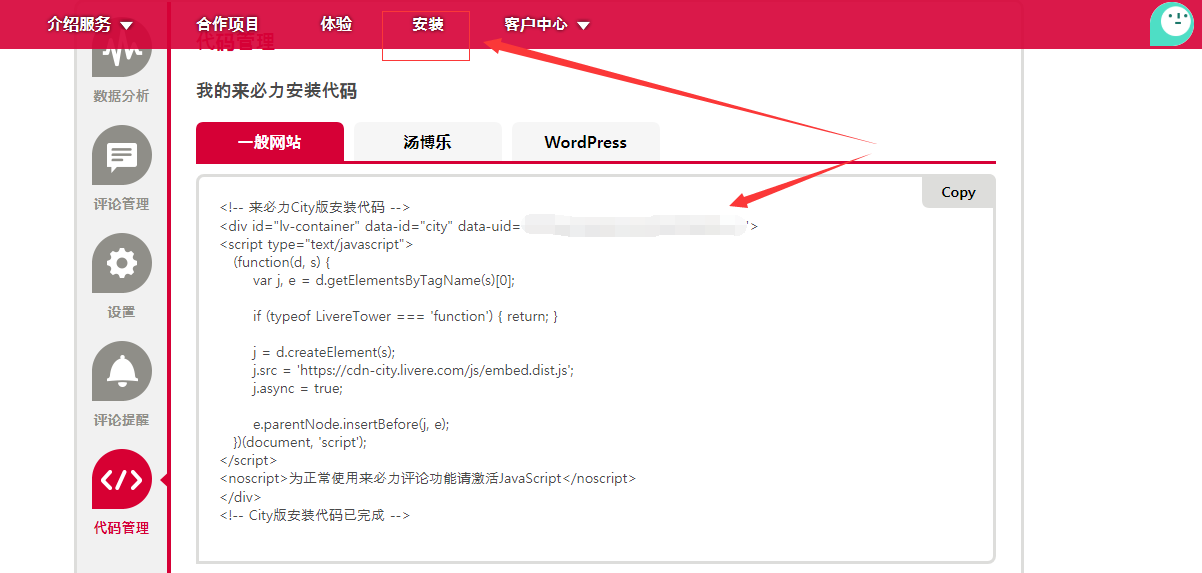 介绍服务 合作项目 体验 安装 客户中心
代码管理
数据分析
评论管理
设置
评论提醒
代码管理
我的来必力安装代码
一般网站 汤博乐 WordPress
Copy
<!-- 来必力City版安装代码 -->
<div id="lv-container" data-id="city" data-uid= '>
<script type="text/javascript">
(function(d, s) {
var j, e = d.getElementsByTagName(s)[0];
if (typeof LivereTower === 'function') { return; }
j = d.createElement(s);
j.src = 'https://cdn-city.livere.com/js/embed.dist.js';
j.async = true;
e.parentNode.insertBefore(j, e);
})(document, 'script');
</script>
<noscript>为正常使用来必力评论功能请激活JavaScript</noscript>
</div>
<!-- City版安装代码已完成 -->